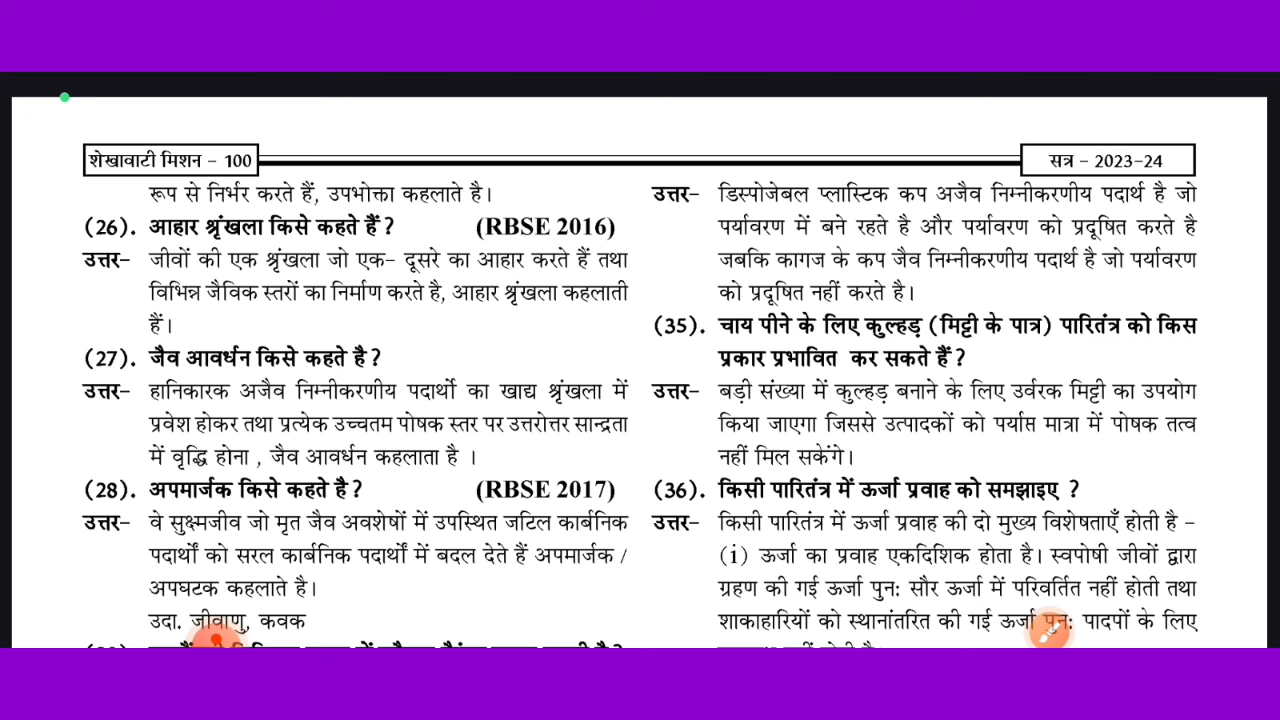 शेखावाटी मिशन - 100
सत्र - 2023-24
रूप से निर्भर करते हैं, उपभोक्ता कहलाते है।
(26). आहार श्रृंखला किसे कहते हैं? (RBSE 2016)
उत्तर- जीवों की एक श्रृंखला जो एक- दूसरे का आहार करते हैं तथा
विभिन्न जैविक स्तरों का निर्माण करते है, आहार श्रृंखला कहलाती
हैं।
(27). जैव आवर्धन किसे कहते है?
उत्तर- हानिकारक अजैव निम्नीकरणीय पदार्थो का खाद्य श्रृंखला में
प्रवेश होकर तथा प्रत्येक उच्चतम पोषक स्तर पर उत्तरोत्तर सान्द्रता
में वृद्धि होना , जैव आवर्धन कहलाता है ।
(28). अपमार्जक किसे कहते है? (RBSE 2017)
उत्तर- वे सुक्ष्मजीव जो मृत जैव अवशेषों में उपस्थित जटिल कार्बनिक
पदार्थों को सरल कार्बनिक पदार्थों में बदल देते हैं अपमार्जक /
अपघटक कहलाते है।
उदा. जीवाणु, कवक
उत्तर- डिस्पोजेबल प्लास्टिक कप अजैव निम्नीकरणीय पदार्थ है जो
पर्यावरण में बने रहते है और पर्यावरण को प्रदूषित करते है
जबकि कागज के कप जैव निम्नीकरणीय पदार्थ है जो पर्यावरण
को प्रदूषित नहीं करते है।
(35). चाय पीने के लिए कुल्हड़ (मिट्टी के पात्र) पारितंत्र को किस
प्रकार प्रभावित कर सकते हैं?
उत्तर- बड़ी संख्या में कुल्हड़ बनाने के लिए उर्वरक मिट्टी का उपयोग
किया जाएगा जिससे उत्पादकों को पर्याप्त मात्रा में पोषक तत्व
नहीं मिल सकेंगे।
(36). किसी पारितंत्र में ऊर्जा प्रवाह को समझाइए ?
उत्तर- किसी पारितंत्र में ऊर्जा प्रवाह की दो मुख्य विशेषताएँ होती है -
(i) ऊर्जा का प्रवाह एकदिशिक होता है। स्वपोषी जीवों द्वारा
ग्रहण की गई ऊर्जा पुन: सौर ऊर्जा में परिवर्तित नहीं होती तथा
शाकाहारियों को स्थानांतरित की गई ऊर्जा पुन: पादपों के लिए